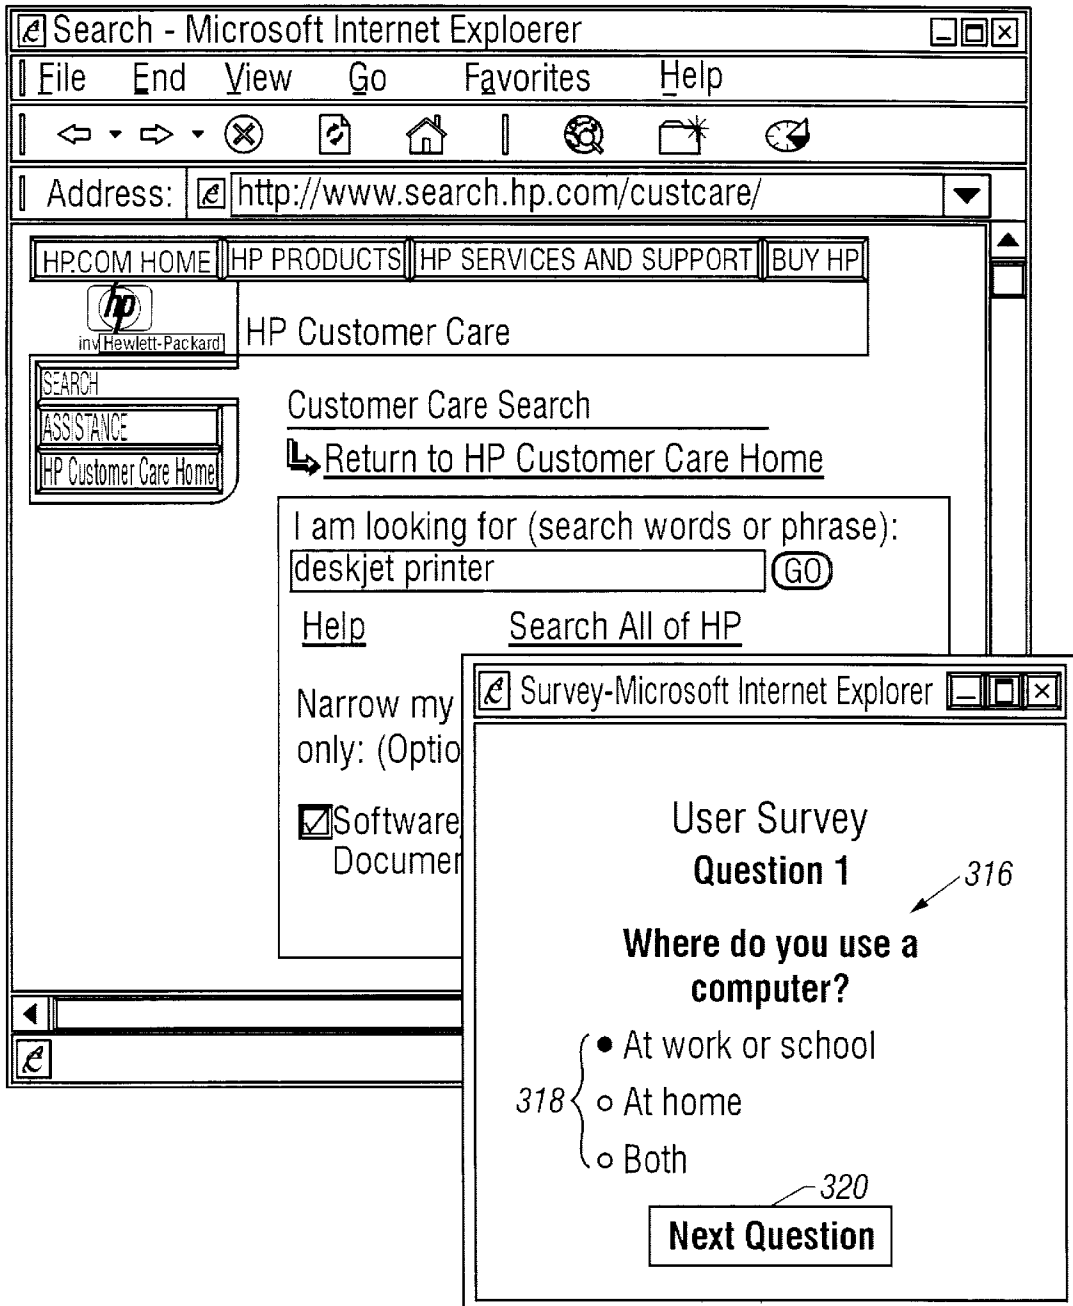 Search - Microsoft Internet Exploerer
File End View Go Favorites Help
Address: http://www.search.hp.com/custcare/
HP.COM HOME HP PRODUCTS HP SERVICES AND SUPPORT BUY HP
hp
inv Hewlett-Packard
HP Customer Care
SEARCH
ASSISTANCE
HP Customer Care Home
Customer Care Search
Return to HP Customer Care Home
I am looking for (search words or phrase):
deskjet printer GO
Help Search All of HP
Narrow my
only: (Optio
Software,
Documen
Survey-Microsoft Internet Explorer
User Survey
Question 1
316
Where do you use a
computer?
At work or school
318 At home
Both
320
Next Question